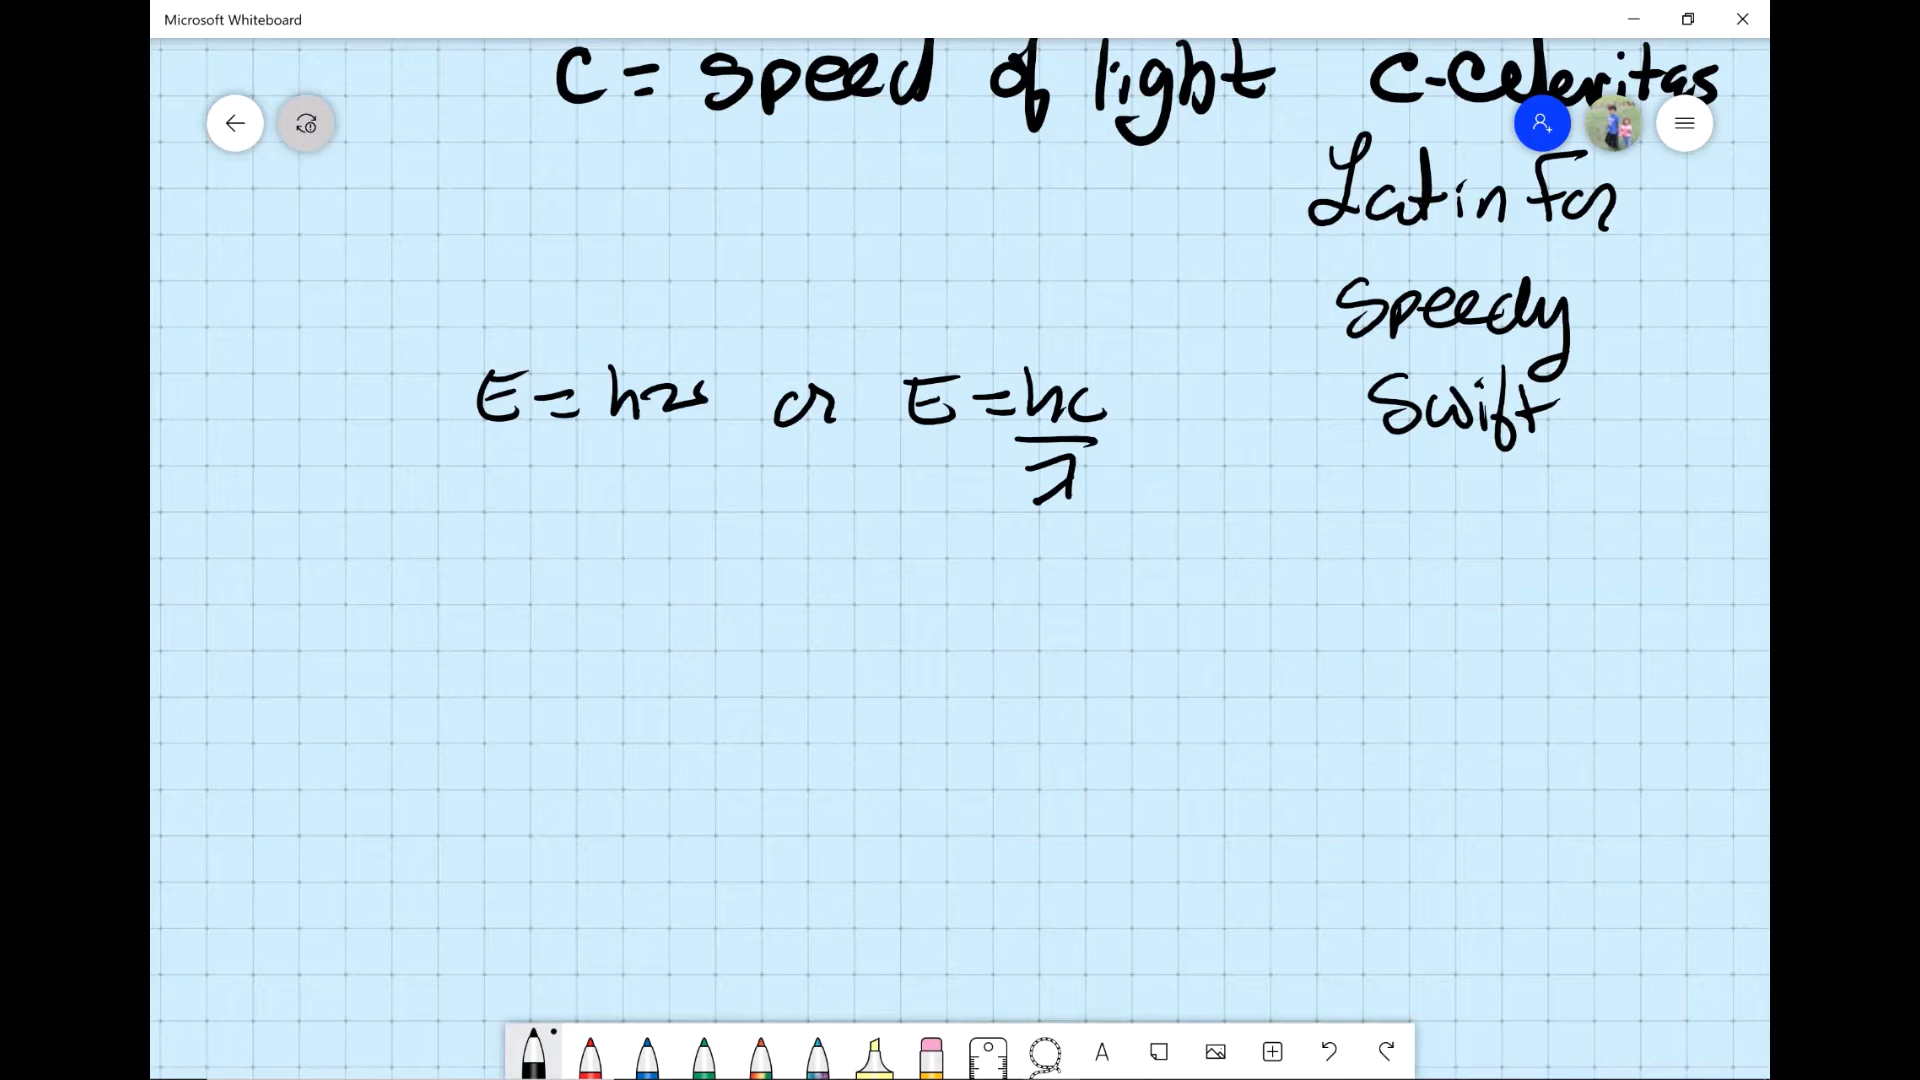 Microsoft Whiteboard
C = speed of light C-Celeritas
Latin for
Speedy
Swift
E = hν or E = hc
λ
A